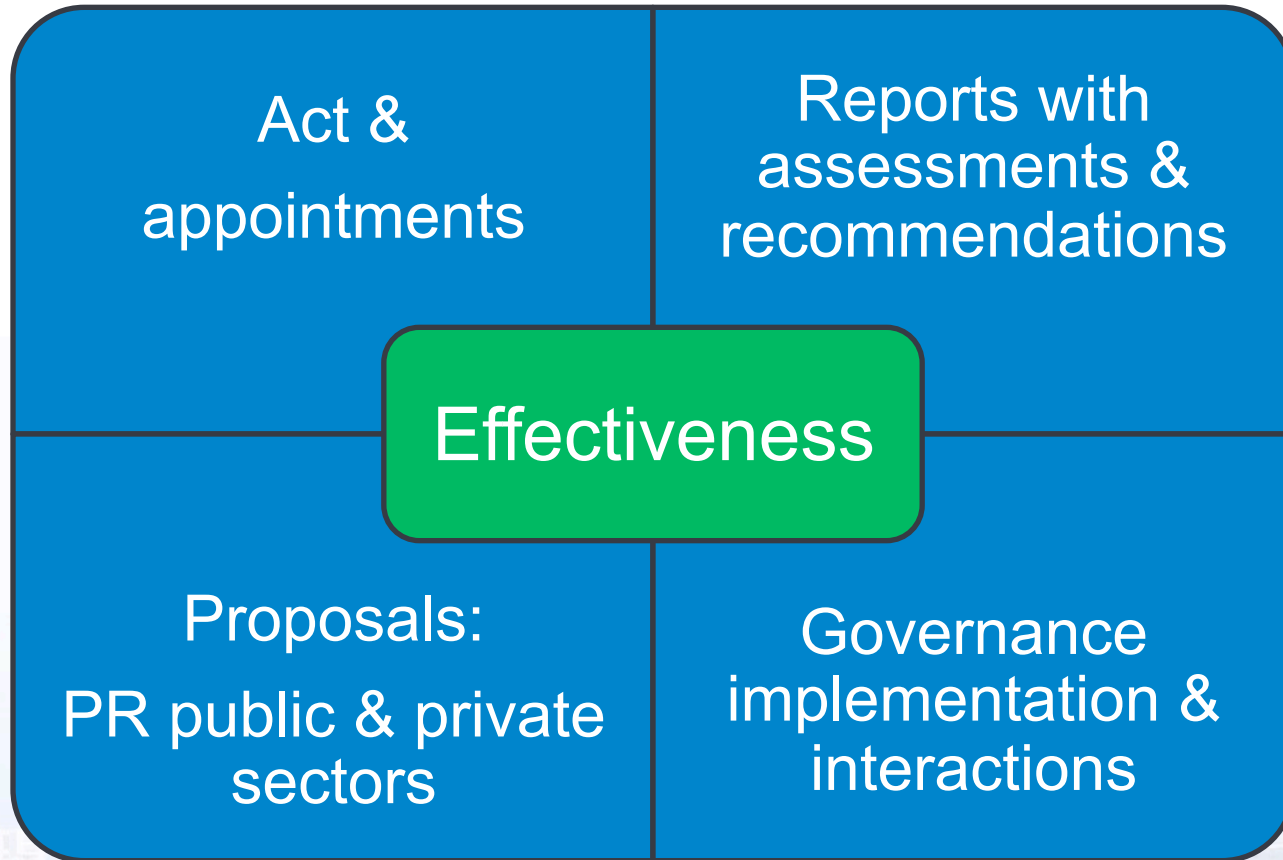 Act &
appointments
Reports with
assessments &
recommendations
Effectiveness
Proposals:
PR public & private
sectors
Governance
implementation &
interactions